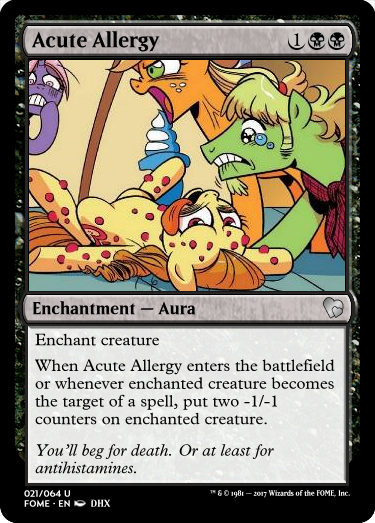 Acute Allergy 1
Enchantment — Aura
Enchant creature
When Acute Allergy enters the battlefield
or whenever enchanted creature becomes
the target of a spell, put two -1/-1
counters on enchanted creature.
You'll beg for death. Or at least for
antihistamines.
021/064 U
FOME • EN DHX
™ & © 1981 — 2017 Wizards of the FOME, Inc.